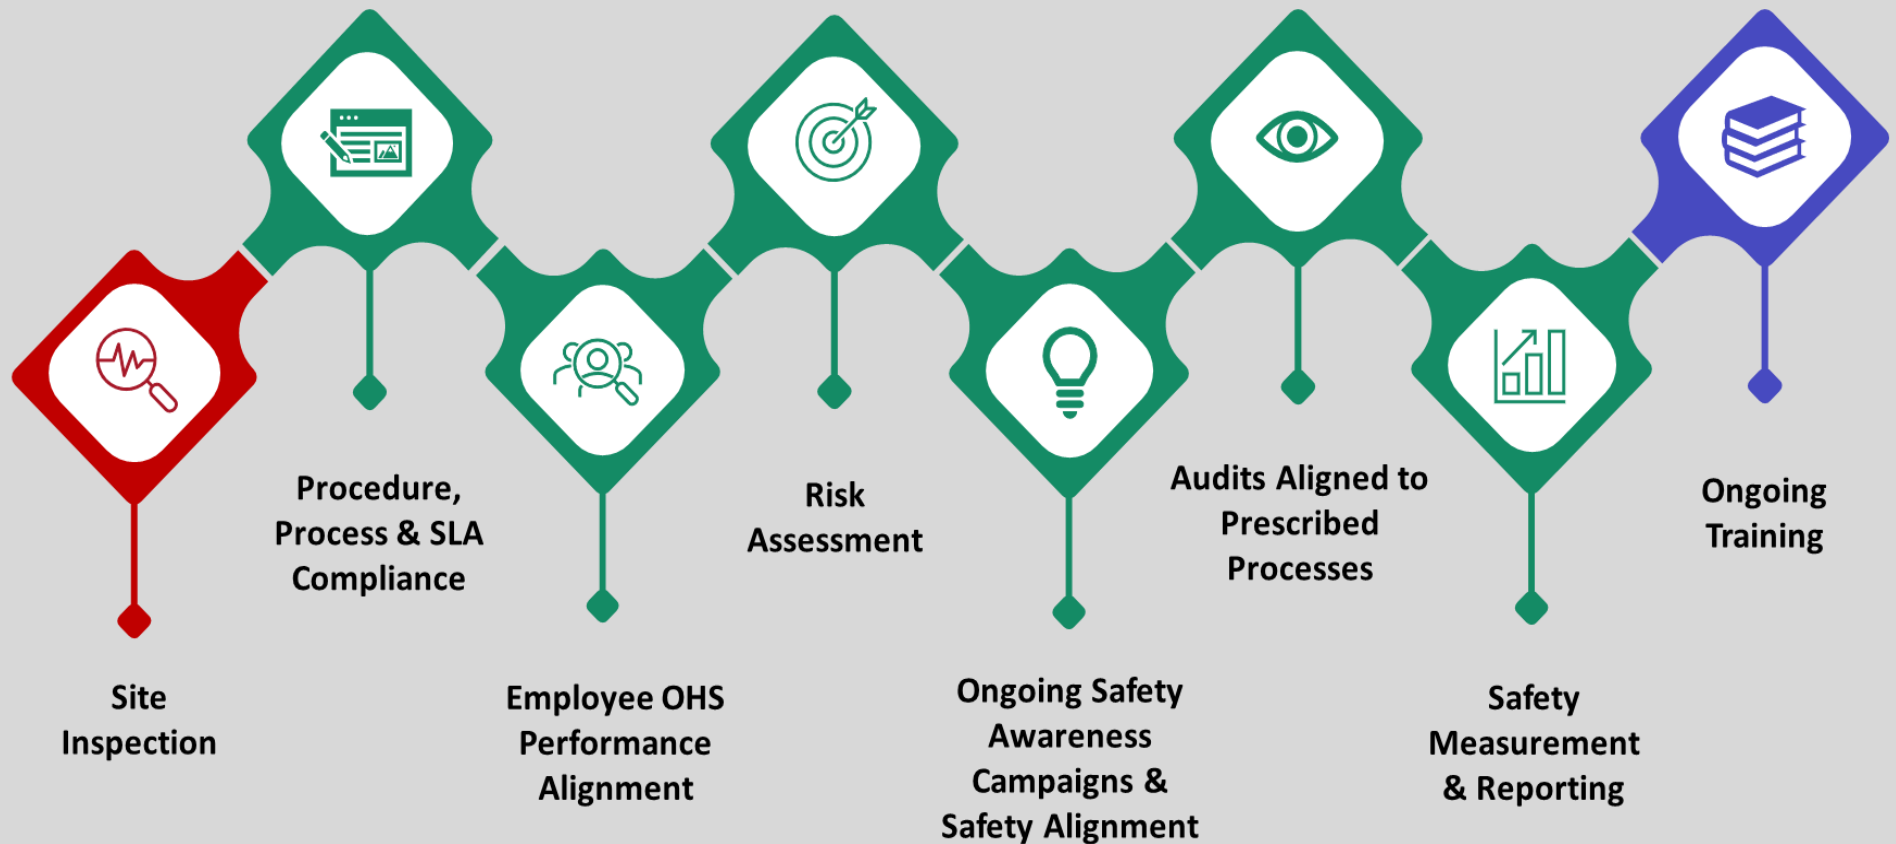 Site
Inspection
Procedure,
Process & SLA
Compliance
Employee OHS
Performance
Alignment
Risk
Assessment
Ongoing Safety
Awareness
Campaigns &
Safety Alignment
Audits Aligned to
Prescribed
Processes
Safety
Measurement
& Reporting
Ongoing
Training